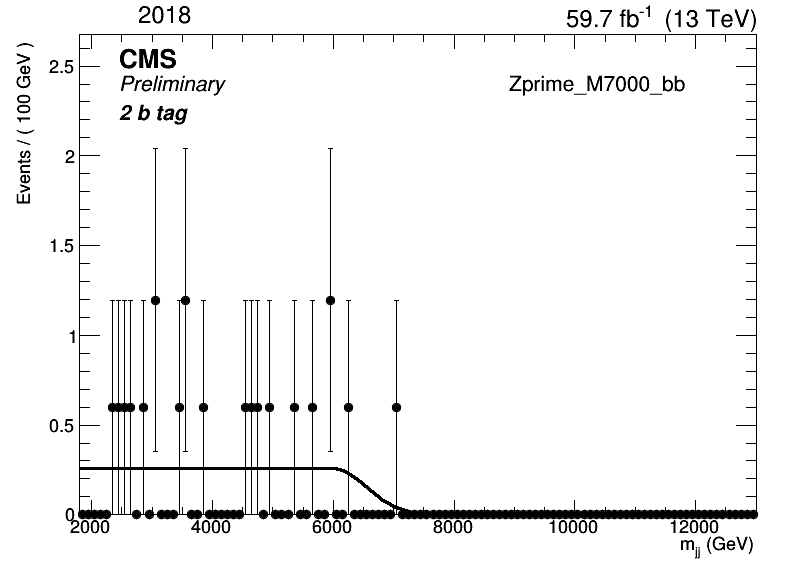 2018
59.7 fb-1 (13 TeV)
CMS
Preliminary
2 b tag
Zprime_M7000_bb
Events / ( 100 GeV )
2.5
2
1.5
1
0.5
0
2000 4000 6000 8000 10000 12000
mjj (GeV)